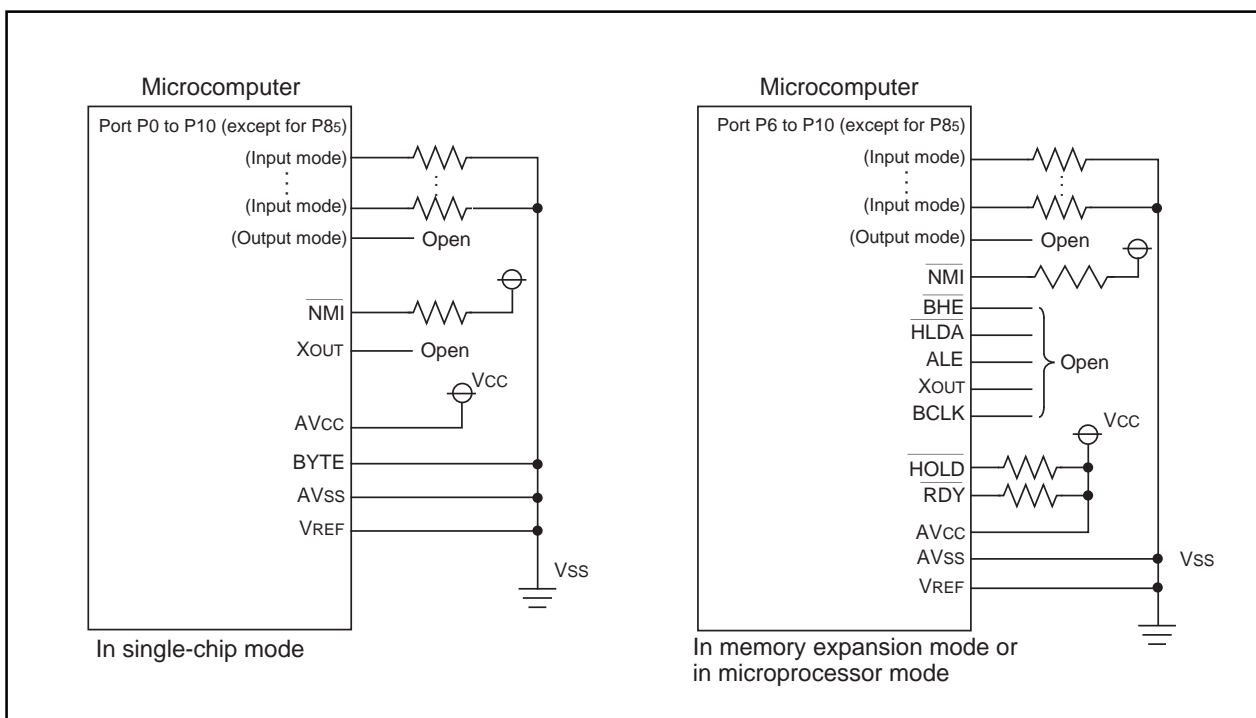 Microcomputer
Port P0 to P10 (except for P85)
(Input mode)
(Input mode)
(Output mode)
Open
NMI
XOUT
Open
VCC
AVCC
BYTE
AVSS
VREF
VSS
In single-chip mode
Microcomputer
Port P6 to P10 (except for P85)
(Input mode)
(Input mode)
(Output mode)
Open
NMI
BHE
HLDA
ALE
Open
XOUT
BCLK
VCC
HOLD
RDY
AVCC
AVSS
VSS
VREF
In memory expansion mode or
in microprocessor mode